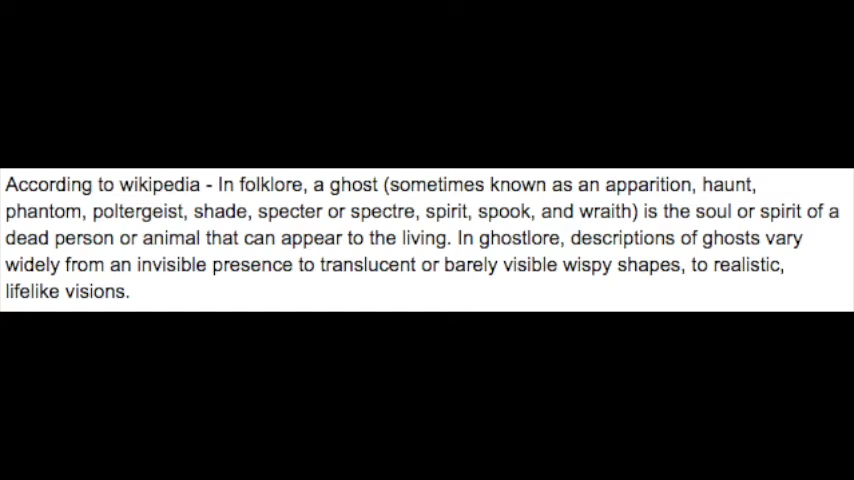 According to wikipedia - In folklore, a ghost (sometimes known as an apparition, haunt,
phantom, poltergeist, shade, specter or spectre, spirit, spook, and wraith) is the soul or spirit of a
dead person or animal that can appear to the living. In ghostlore, descriptions of ghosts vary
widely from an invisible presence to translucent or barely visible wispy shapes, to realistic,
lifelike visions.